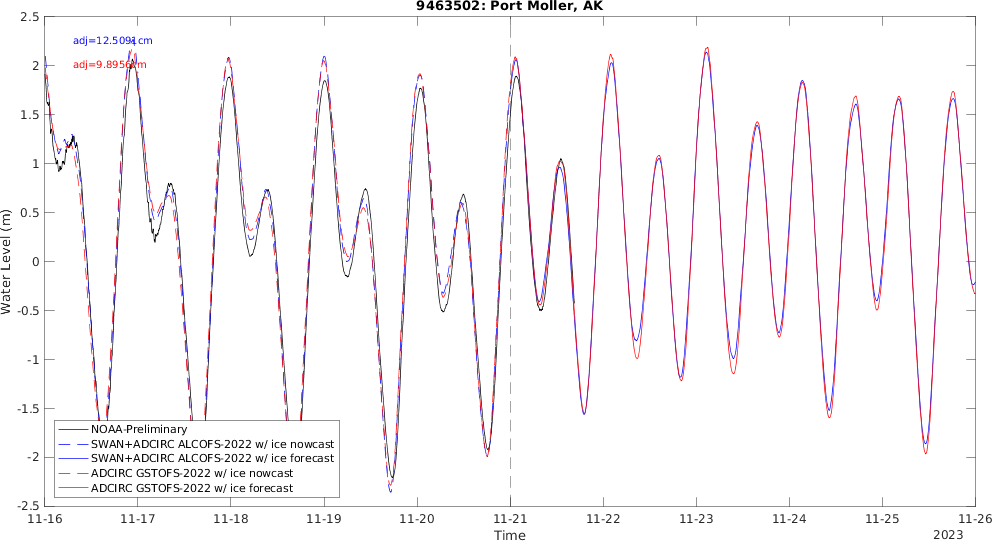 9463502: Port Moller, AK
adj=12.5091cm
adj=9.8956cm
Water Level (m)
2.5
2
1.5
1
0.5
0
-0.5
-1
-1.5
-2
-2.5
NOAA-Preliminary
SWAN+ADCIRC ALCOFS-2022 w/ ice nowcast
SWAN+ADCIRC ALCOFS-2022 w/ ice forecast
ADCIRC GSTOFS-2022 w/ ice nowcast
ADCIRC GSTOFS-2022 w/ ice forecast
11-16 11-17 11-18 11-19 11-20 11-21 11-22 11-23 11-24 11-25 11-26
Time
2023